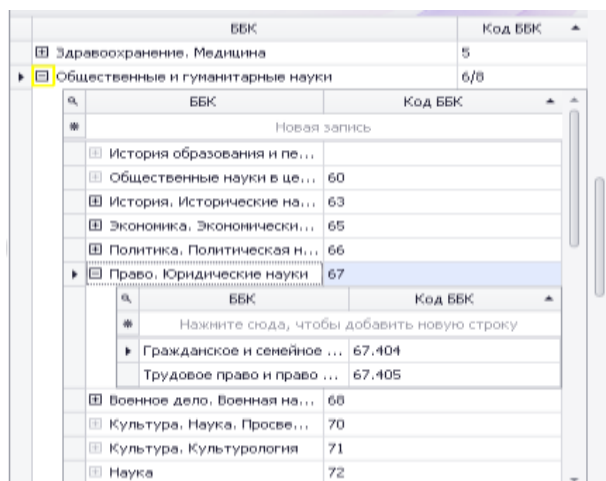 ББК Код ББК
Здравоохранение. Медицина 5
Общественные и гуманитарные науки 6/8
ББК Код ББК
Новая запись
История образования и пе...
Общественные науки в це... 60
История. Исторические на... 63
Экономика. Экономически... 65
Политика. Политическая н... 66
Право. Юридические науки 67
ББК Код ББК
Нажмите сюда, чтобы добавить новую строку
Гражданское и семейное ... 67.404
Трудовое право и право ... 67.405
Военное дело. Военная на... 68
Культура. Наука. Просве... 70
Культура. Культурология 71
Наука 72